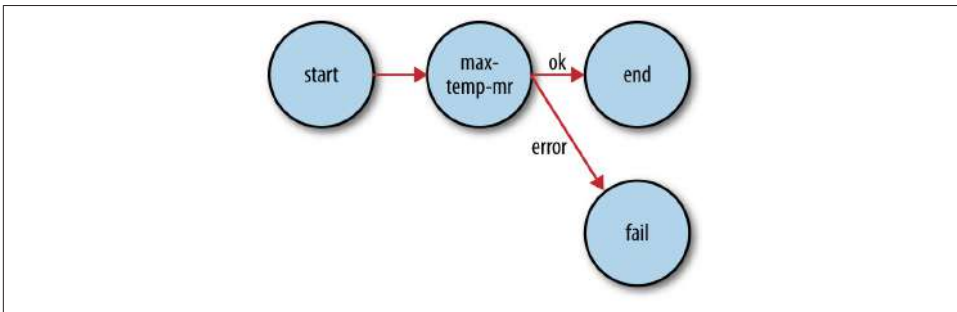 start
max-
temp-mr
ok
end
error
fail